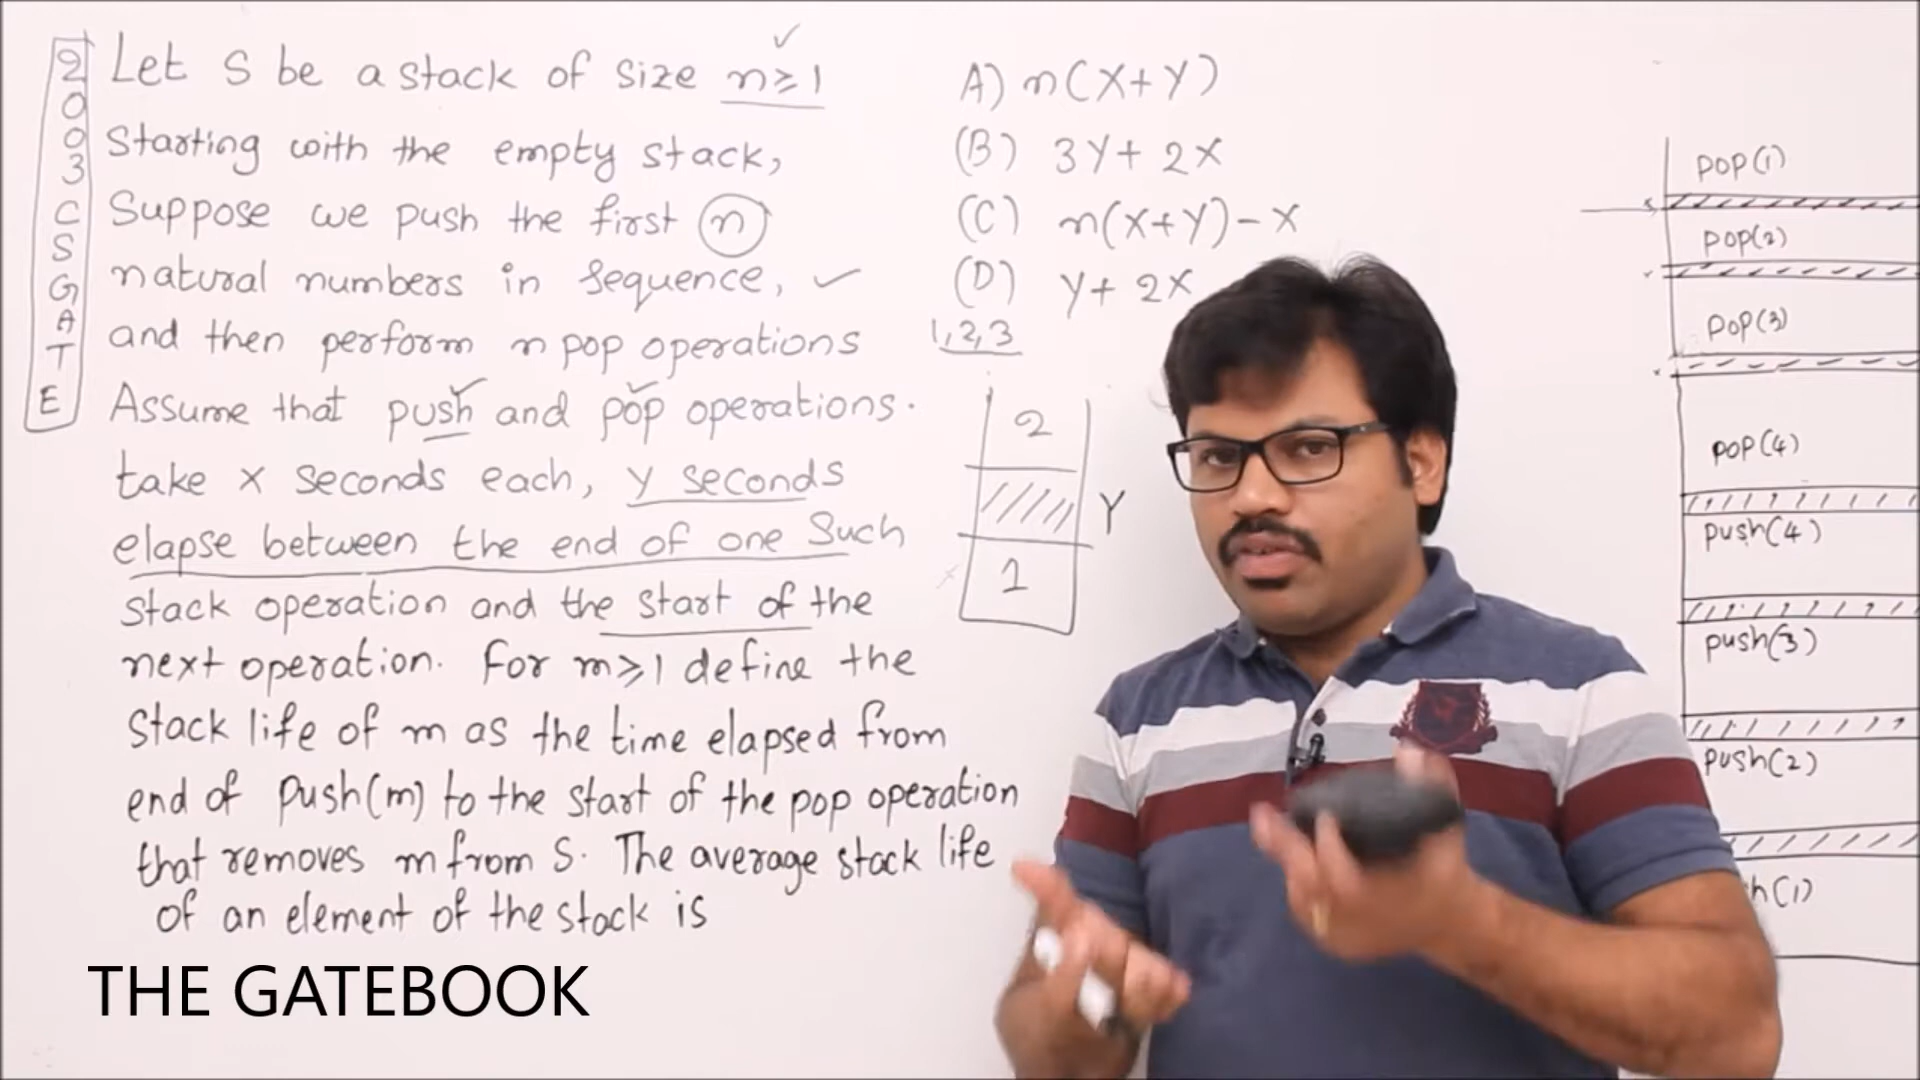 2003 CS GATE
Let S be a stack of size n≥1
Starting with the empty stack,
Suppose we push the first n
natural numbers in sequence,
and then perform n pop operations
Assume that push and pop operations.
take X seconds each, Y seconds
elapse between the end of one such
stack operation and the start of the
next operation. For m≥1 define the
Stack life of m as the time elapsed from
end of Push(m) to the start of the pop operation
that removes m from S. The average stack life
of an element of the stack is
THE GATEBOOK
A) n(X+Y)
(B) 3Y+ 2X
(C) n(X+Y)-X
(D) Y+ 2X
1,2,3
2
Y
1
pop(1)
pop(2)
pop(3)
pop(4)
push(4)
push(3)
push(2)
h(1)